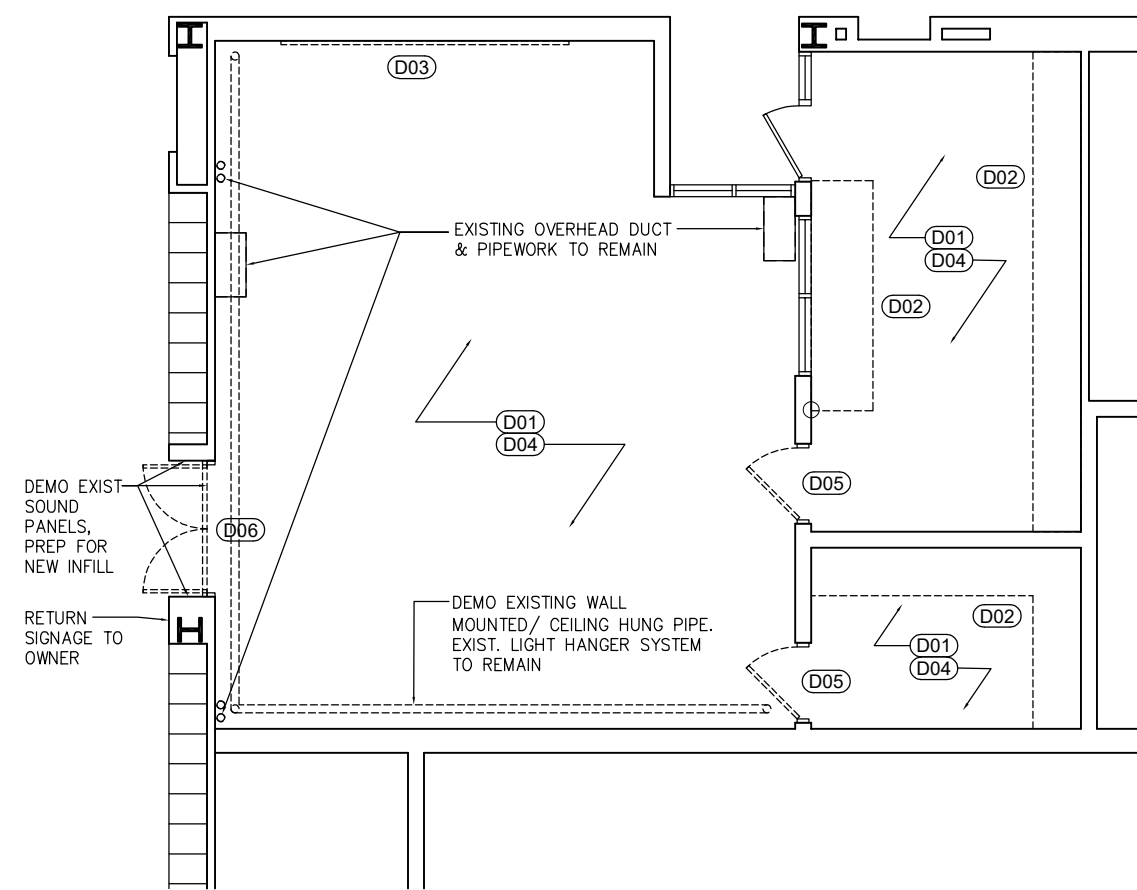 D03
D02
EXISTING OVERHEAD DUCT
& PIPEWORK TO REMAIN
D01
D04
D02
D01
D04
DEMO EXIST
SOUND
PANELS,
PREP FOR
NEW INFILL
D05
D06
RETURN
SIGNAGE TO
OWNER
DEMO EXISTING WALL
MOUNTED/ CEILING HUNG PIPE.
EXIST. LIGHT HANGER SYSTEM
TO REMAIN
D02
D01
D04
D05